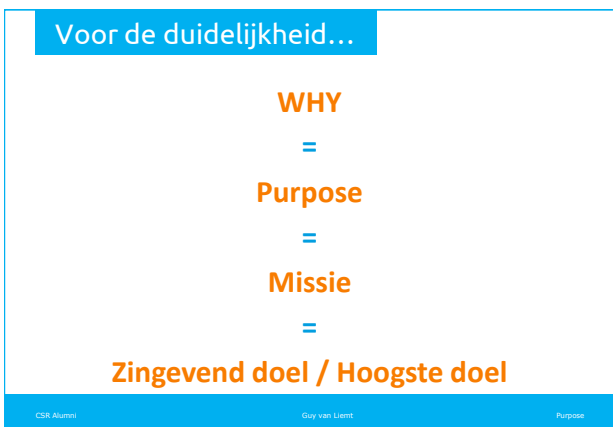 Voor de duidelijkheid...
WHY
=
Purpose
=
Missie
=
Zingevend doel / Hoogste doel
CSR Alumni Guy van Liemt Purpose